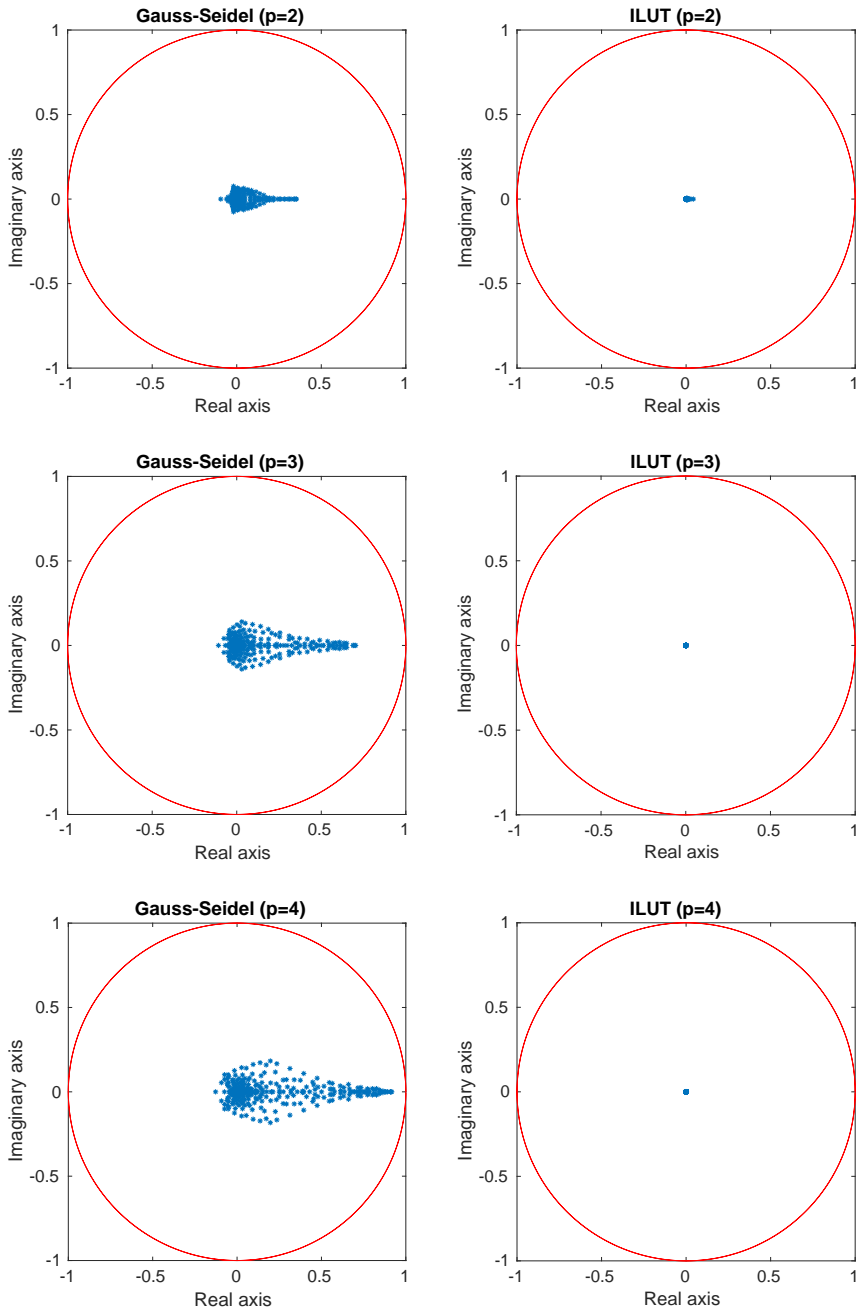 Gauss-Seidel (p=2)
1
0.5
0
-0.5
-1
-1 -0.5 0 0.5 1
Imaginary axis
Real axis
ILUT (p=2)
1
0.5
0
-0.5
-1
-1 -0.5 0 0.5 1
Imaginary axis
Real axis
Gauss-Seidel (p=3)
1
0.5
0
-0.5
-1
-1 -0.5 0 0.5 1
Imaginary axis
Real axis
ILUT (p=3)
1
0.5
0
-0.5
-1
-1 -0.5 0 0.5 1
Imaginary axis
Real axis
Gauss-Seidel (p=4)
1
0.5
0
-0.5
-1
-1 -0.5 0 0.5 1
Imaginary axis
Real axis
ILUT (p=4)
1
0.5
0
-0.5
-1
-1 -0.5 0 0.5 1
Imaginary axis
Real axis